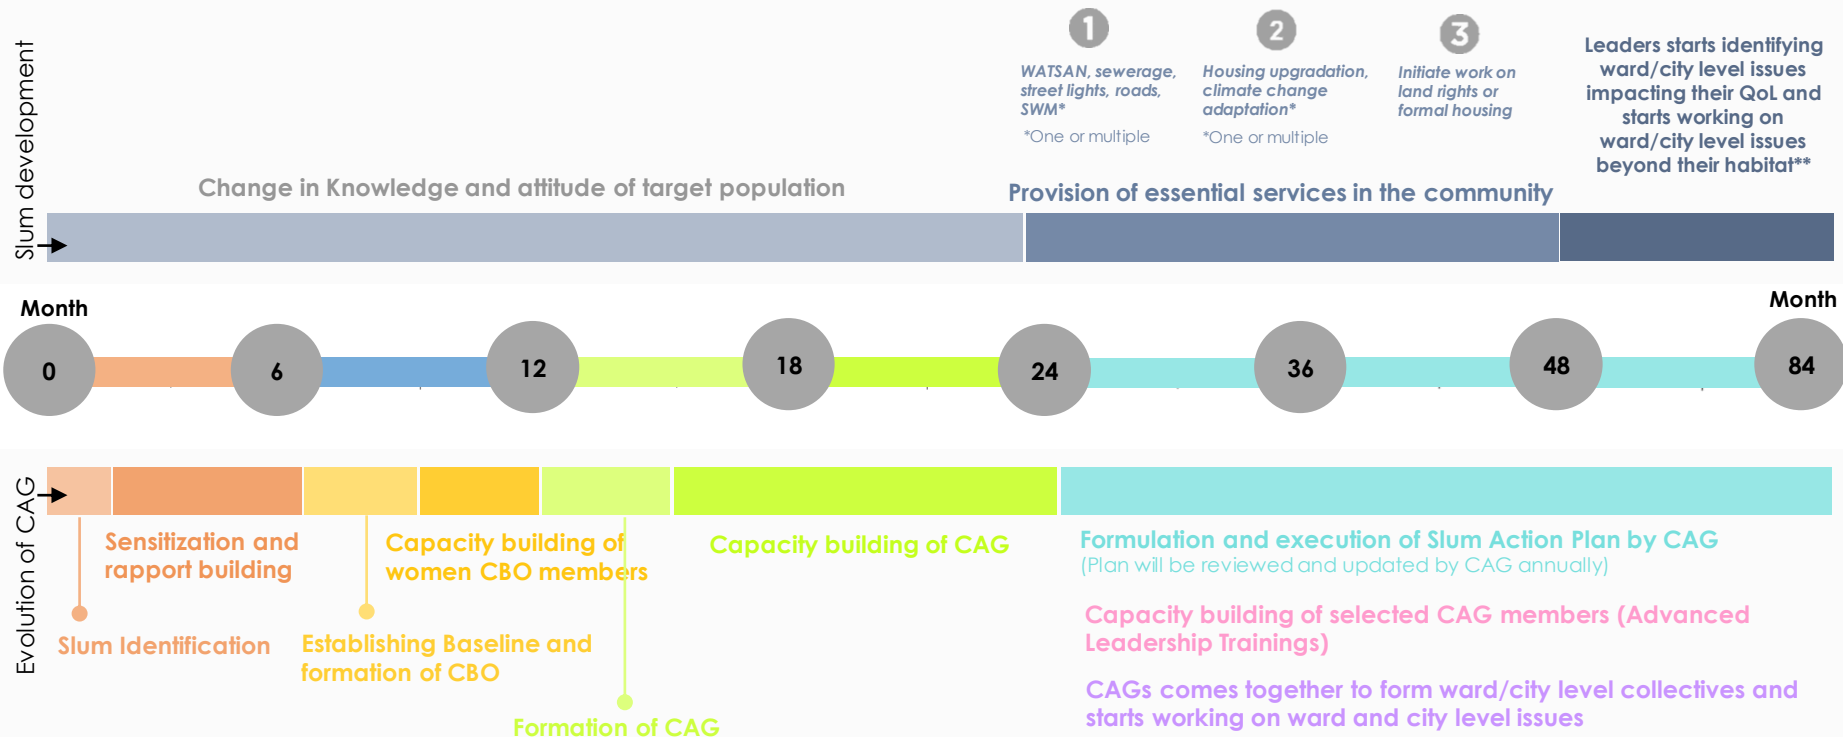 Slum development
1
WATSAN, sewerage,
street lights, roads,
SWM*
*One or multiple
2
Housing upgradation,
climate change
adaptation*
*One or multiple
3
Initiate work on
land rights or
formal housing
Leaders starts identifying
ward/city level issues
impacting their QoL and
starts working on
ward/city level issues
beyond their habitat**
Change in Knowledge and attitude of target population
Provision of essential services in the community
Month
Month
0
6
12
18
24
36
48
84
Evolution of CAG
Sensitization and
rapport building
Slum Identification
Capacity building of
women CBO members
Establishing Baseline and
formation of CBO
Formation of CAG
Capacity building of CAG
Formulation and execution of Slum Action Plan by CAG
(Plan will be reviewed and updated by CAG annually)
Capacity building of selected CAG members (Advanced
Leadership Trainings)
CAGs comes together to form ward/city level collectives and
starts working on ward and city level issues